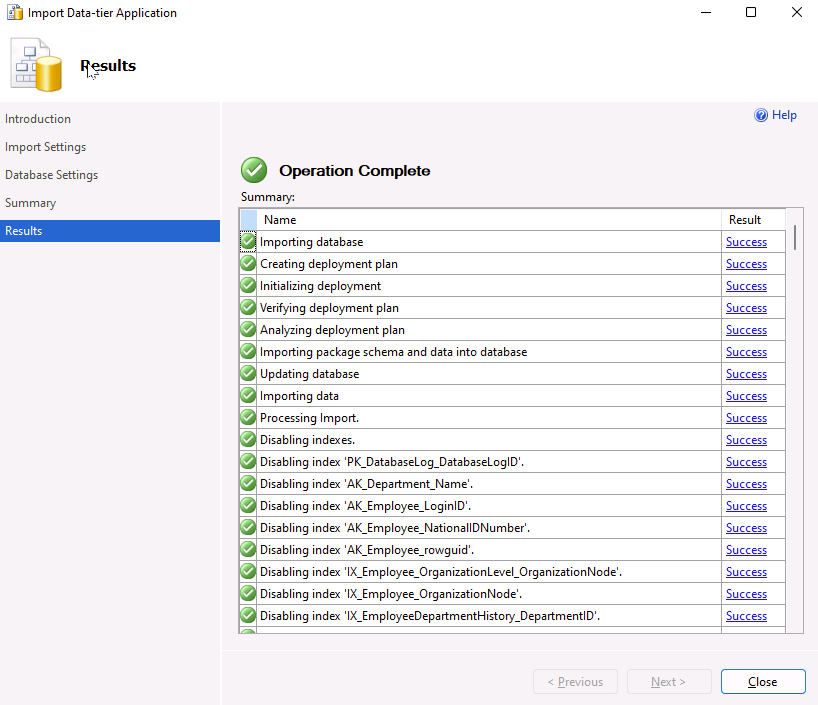 Import Data-tier Application
Results
Introduction
Import Settings
Database Settings
Summary
Results
Help
Operation Complete
Summary:
Name Result
Importing database Success
Creating deployment plan Success
Initializing deployment Success
Verifying deployment plan Success
Analyzing deployment plan Success
Importing package schema and data into database Success
Updating database Success
Importing data Success
Processing Import. Success
Disabling indexes. Success
Disabling index 'PK_DatabaseLog_DatabaseLogID'. Success
Disabling index 'AK_Department_Name'. Success
Disabling index 'AK_Employee_LoginID'. Success
Disabling index 'AK_Employee_NationalIDNumber'. Success
Disabling index 'AK_Employee_rowguid'. Success
Disabling index 'IX_Employee_OrganizationLevel_OrganizationNode'. Success
Disabling index 'IX_Employee_OrganizationNode'. Success
Disabling index 'IX_EmployeeDepartmentHistory_DepartmentID'. Success
< Previous Next > Close